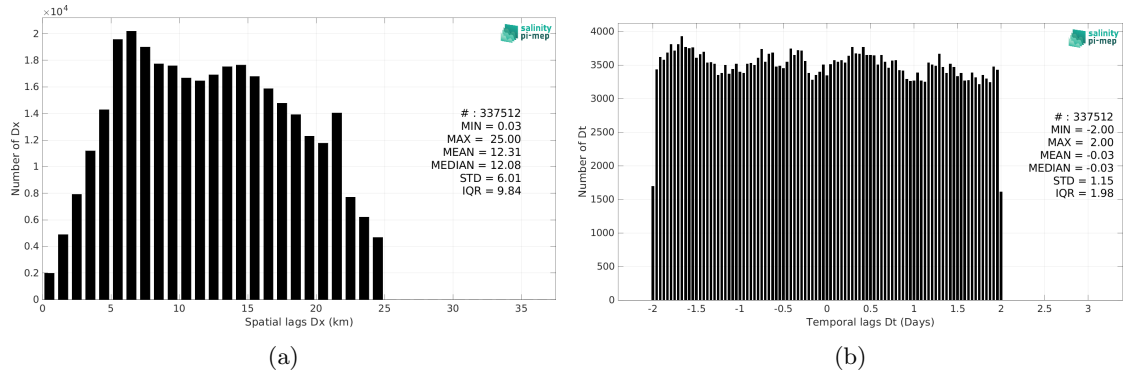 ×10⁴
2
1.8
1.6
1.4
1.2
1
0.8
0.6
0.4
0.2
0
Number of Dx
0 5 10 15 20 25 30 35
Spatial lags Dx (km)
salinity
pi-mep
# : 337512
MIN = 0.03
MAX = 25.00
MEAN = 12.31
MEDIAN = 12.08
STD = 6.01
IQR = 9.84
(a)
4000
3500
3000
2500
2000
1500
1000
500
0
Number of Dt
-2 -1.5 -1 -0.5 0 0.5 1 1.5 2 2.5 3
Temporal lags Dt (Days)
salinity
pi-mep
# : 337512
MIN = -2.00
MAX = 2.00
MEAN = -0.03
MEDIAN = -0.03
STD = 1.15
IQR = 1.98
(b)